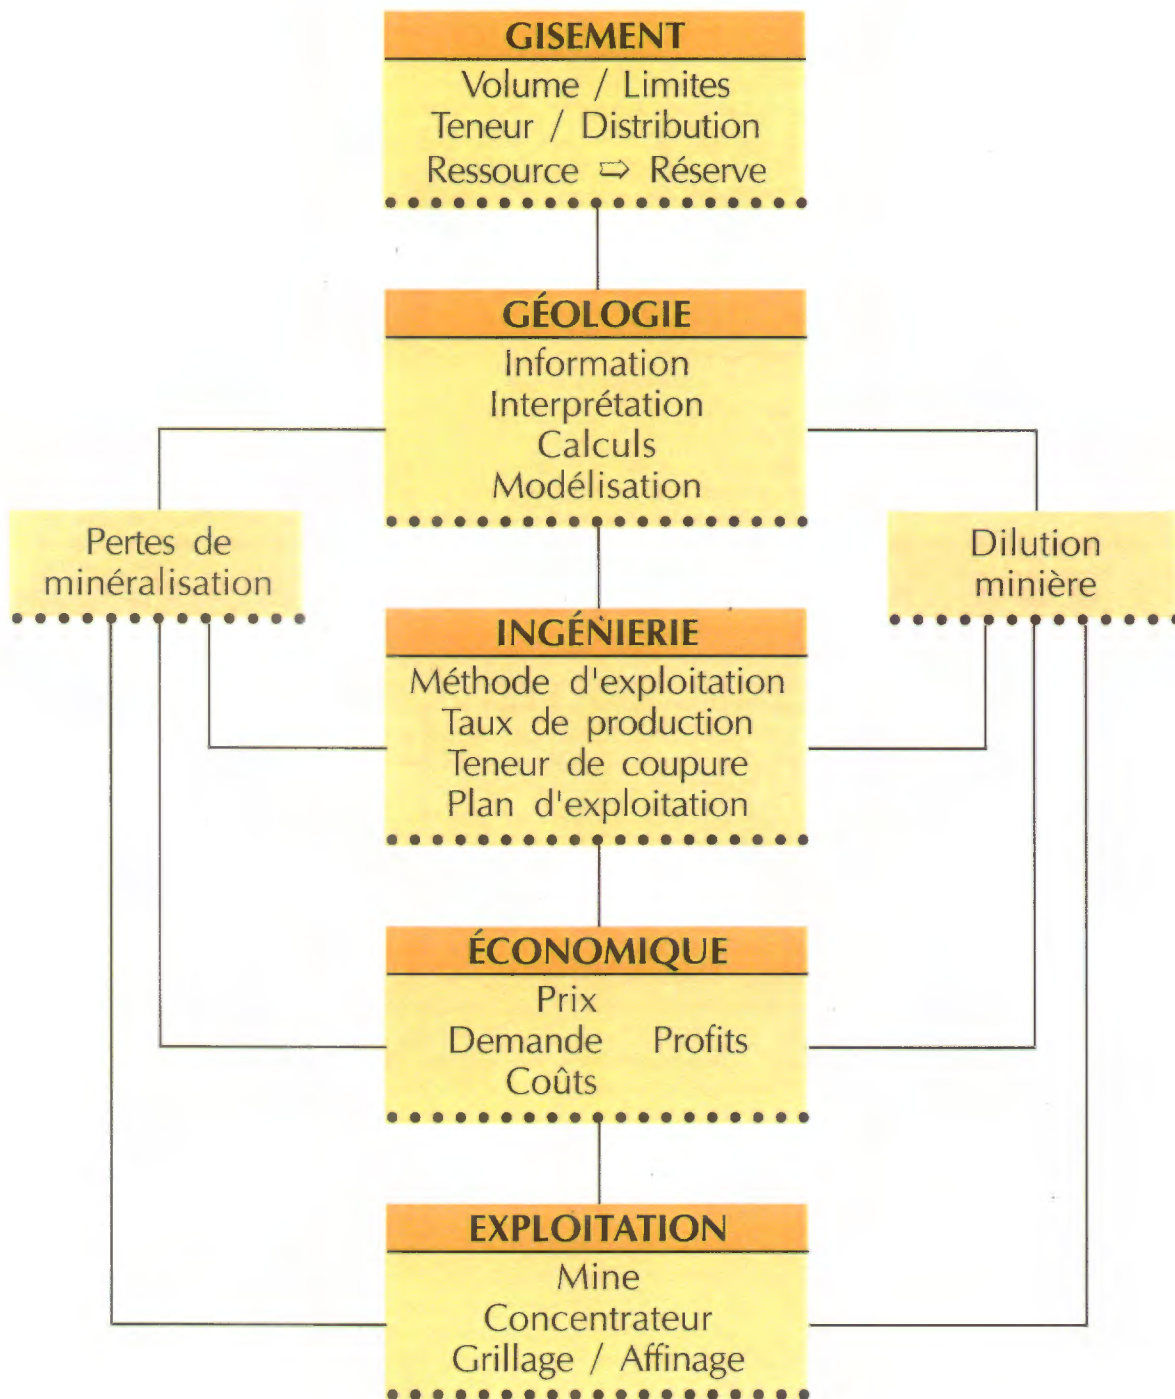 GISEMENT
Volume / Limites
Teneur / Distribution
Ressource ⇨ Réserve
GÉOLOGIE
Information
Interprétation
Calculs
Modélisation
Pertes de
minéralisation
Dilution
minière
INGÉNIERIE
Méthode d'exploitation
Taux de production
Teneur de coupure
Plan d'exploitation
ÉCONOMIQUE
Prix
Demande Profits
Coûts
EXPLOITATION
Mine
Concentrateur
Grillage / Affinage